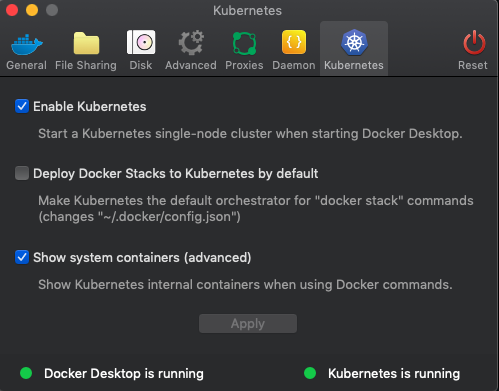 Kubernetes
General File Sharing Disk Advanced Proxies Daemon Kubernetes Reset
Enable Kubernetes
Start a Kubernetes single-node cluster when starting Docker Desktop.
Deploy Docker Stacks to Kubernetes by default
Make Kubernetes the default orchestrator for "docker stack" commands
(changes "~/.docker/config.json")
Show system containers (advanced)
Show Kubernetes internal containers when using Docker commands.
Apply
Docker Desktop is running Kubernetes is running